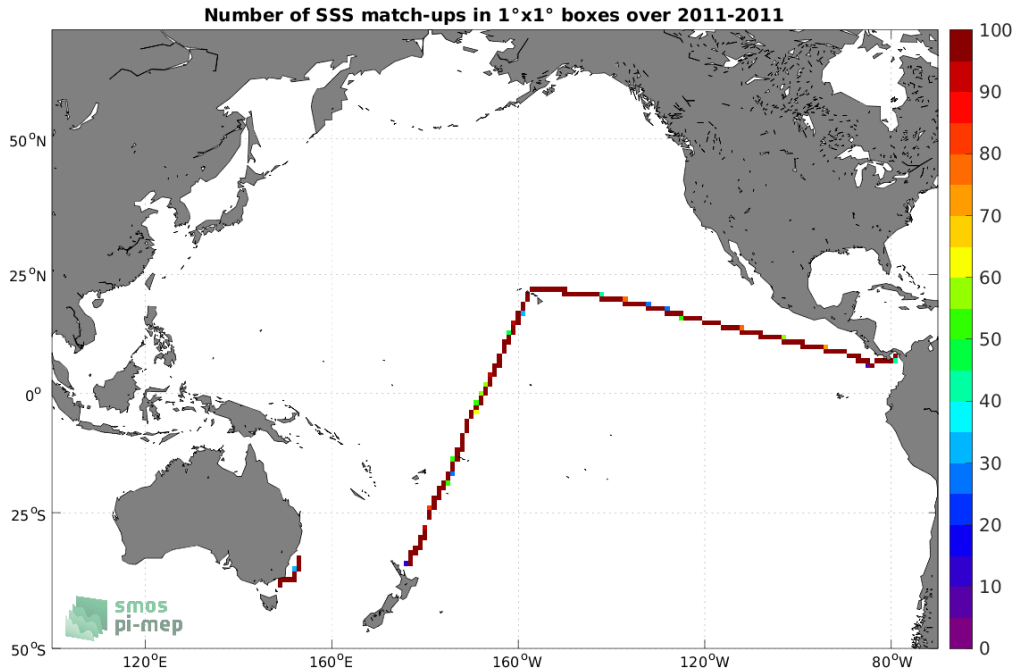 Number of SSS match-ups in 1°x1° boxes over 2011-2011
50°N
25°N
0°
25°S
50°S
120°E
160°E
160°W
120°W
80°W
100
90
80
70
60
50
40
30
20
10
0
smos
pi-mep